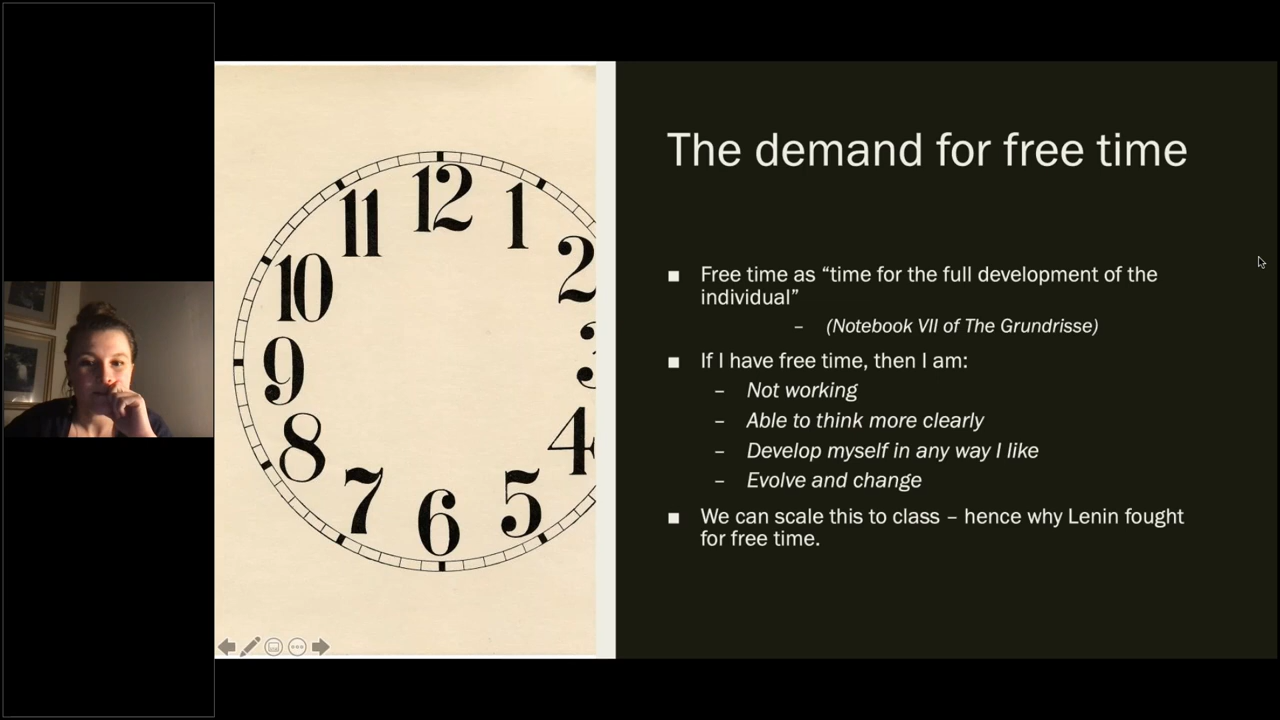 The demand for free time
■ Free time as “time for the full development of the
individual”
– (Notebook VII of The Grundrisse)
■ If I have free time, then I am:
– Not working
– Able to think more clearly
– Develop myself in any way I like
– Evolve and change
■ We can scale this to class – hence why Lenin fought
for free time.
12
11
1
10
2
9
3
8
4
7
5
6